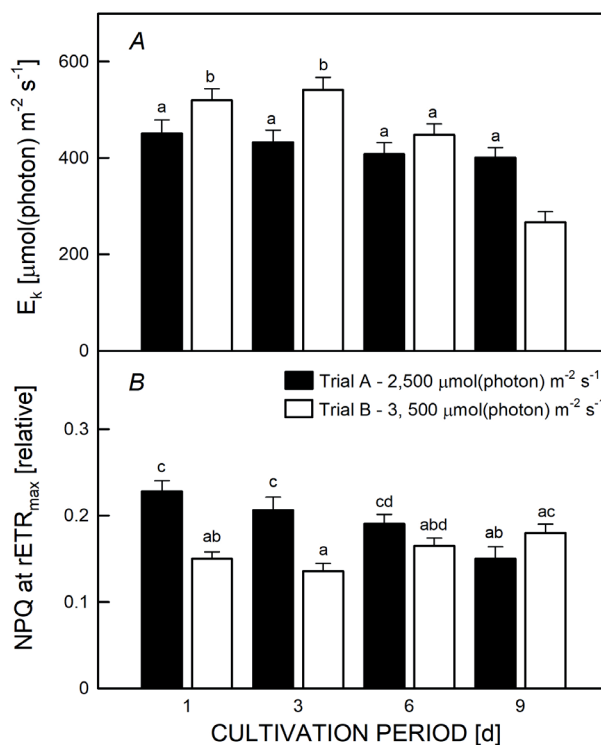 A
600
400
200
0
E_k [μmol(photon) m⁻² s⁻¹]
a
b
a
b
a
a
a
B
Trial A - 2,500 μmol(photon) m⁻² s⁻¹
Trial B - 3, 500 μmol(photon) m⁻² s⁻¹
0.3
0.2
0.1
0
NPQ at rETR_max [relative]
c
ab
c
a
cd
abd
ab
ac
1 3 6 9
CULTIVATION PERIOD [d]